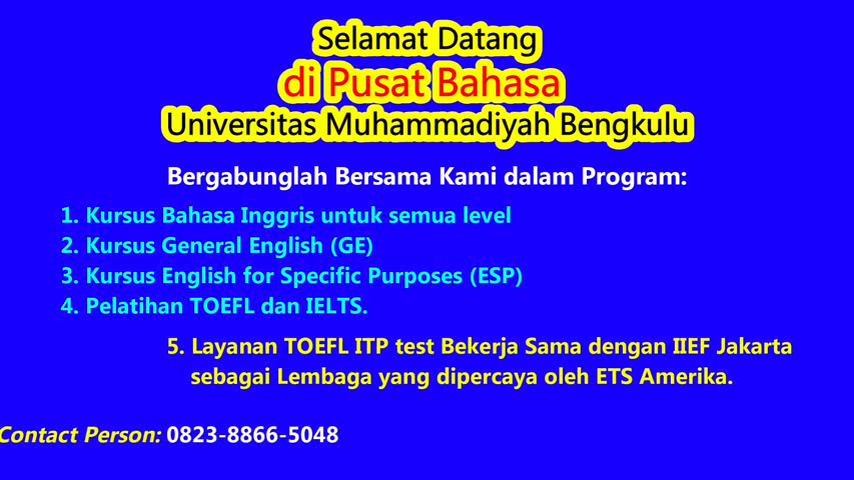 Selamat Datang
di Pusat Bahasa
Universitas Muhammadiyah Bengkulu
Bergabunglah Bersama Kami dalam Program:
1. Kursus Bahasa Inggris untuk semua level
2. Kursus General English (GE)
3. Kursus English for Specific Purposes (ESP)
4. Pelatihan TOEFL dan IELTS.
5. Layanan TOEFL ITP test Bekerja Sama dengan IIEF Jakarta
sebagai Lembaga yang dipercaya oleh ETS Amerika.
Contact Person: 0823-8866-5048